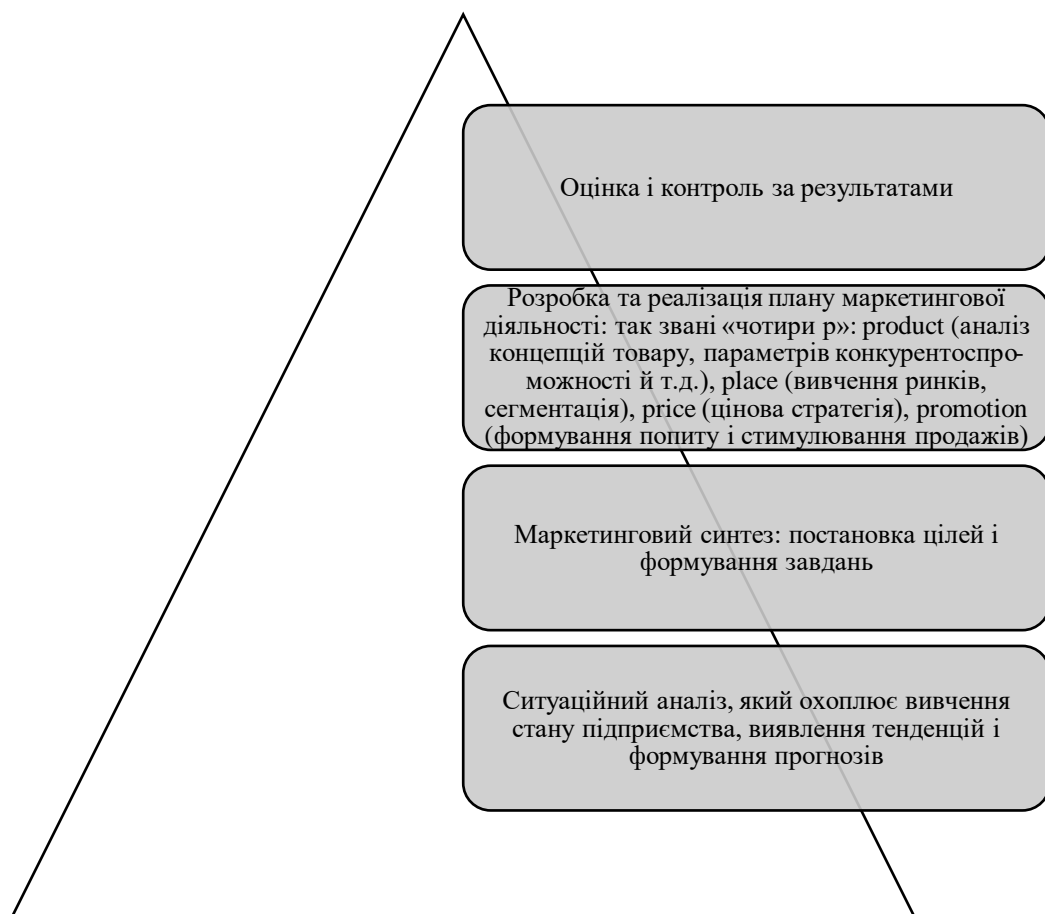 Оцінка і контроль за результатами
Розробка та реалізація плану маркетингової
діяльності: так звані «чотири р»: product (аналіз
концепцій товару, параметрів конкурентоспро-
можності й т.д.), place (вивчення ринків,
сегментація), price (цінова стратегія), promotion
(формування попиту і стимулювання продажів)
Маркетинговий синтез: постановка цілей і
формування завдань
Ситуаційний аналіз, який охоплює вивчення
стану підприємства, виявлення тенденцій і
формування прогнозів